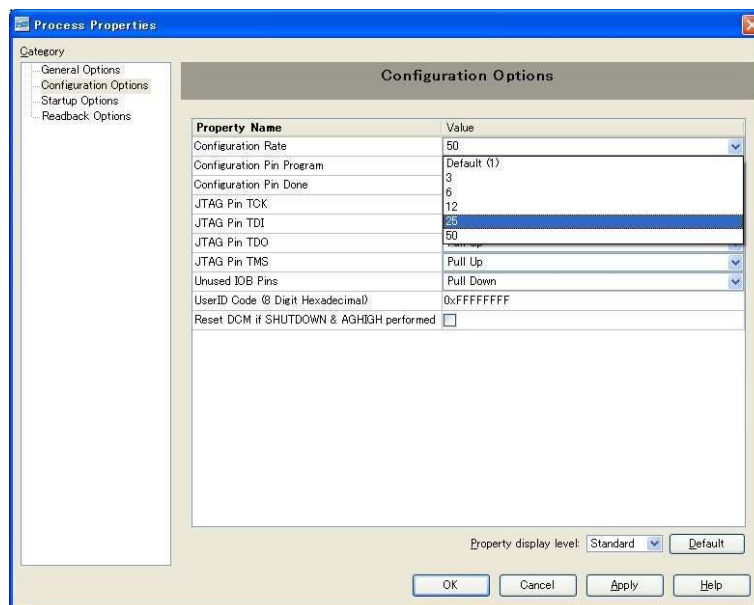 Process Properties
Category
General Options
Configuration Options
Startup Options
Readback Options
Configuration Options
Property Name Value
Configuration Rate 50
Configuration Pin Program
Configuration Pin Done
JTAG Pin TCK
JTAG Pin TDI
JTAG Pin TDO
Default (1)
3
6
12
25
50
JTAG Pin TMS Pull Up
Unused IOB Pins Pull Down
UserID Code (8 Digit Hexadecimal) 0xFFFFFFFF
Reset DCM if SHUTDOWN & AGHIGH performed
Property display level: Standard Default
OK Cancel Apply Help